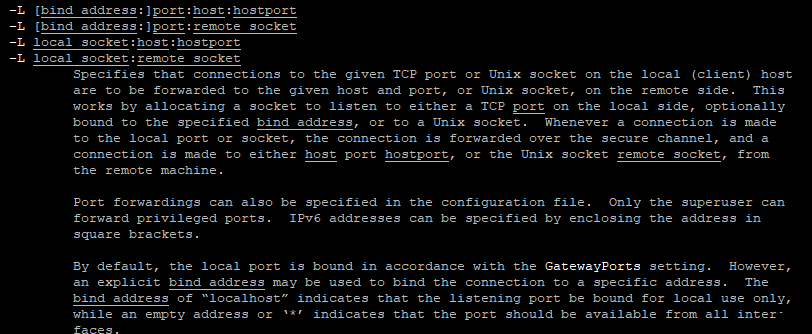 -L [bind_address:]port:host:hostport
-L [bind_address:]port:remote_socket
-L local_socket:host:hostport
-L local_socket:remote_socket
Specifies that connections to the given TCP port or Unix socket on the local (client) host
are to be forwarded to the given host and port, or Unix socket, on the remote side.  This
works by allocating a socket to listen to either a TCP port on the local side, optionally
bound to the specified bind_address, or to a Unix socket.  Whenever a connection is made
to the local port or socket, the connection is forwarded over the secure channel, and a
connection is made to either host port hostport, or the Unix socket remote_socket, from
the remote machine.

Port forwardings can also be specified in the configuration file.  Only the superuser can
forward privileged ports.  IPv6 addresses can be specified by enclosing the address in
square brackets.

By default, the local port is bound in accordance with the GatewayPorts setting.  However,
an explicit bind_address may be used to bind the connection to a specific address.  The
bind_address of “localhost” indicates that the listening port be bound for local use only,
while an empty address or ‘*’ indicates that the port should be available from all inter‐
faces.